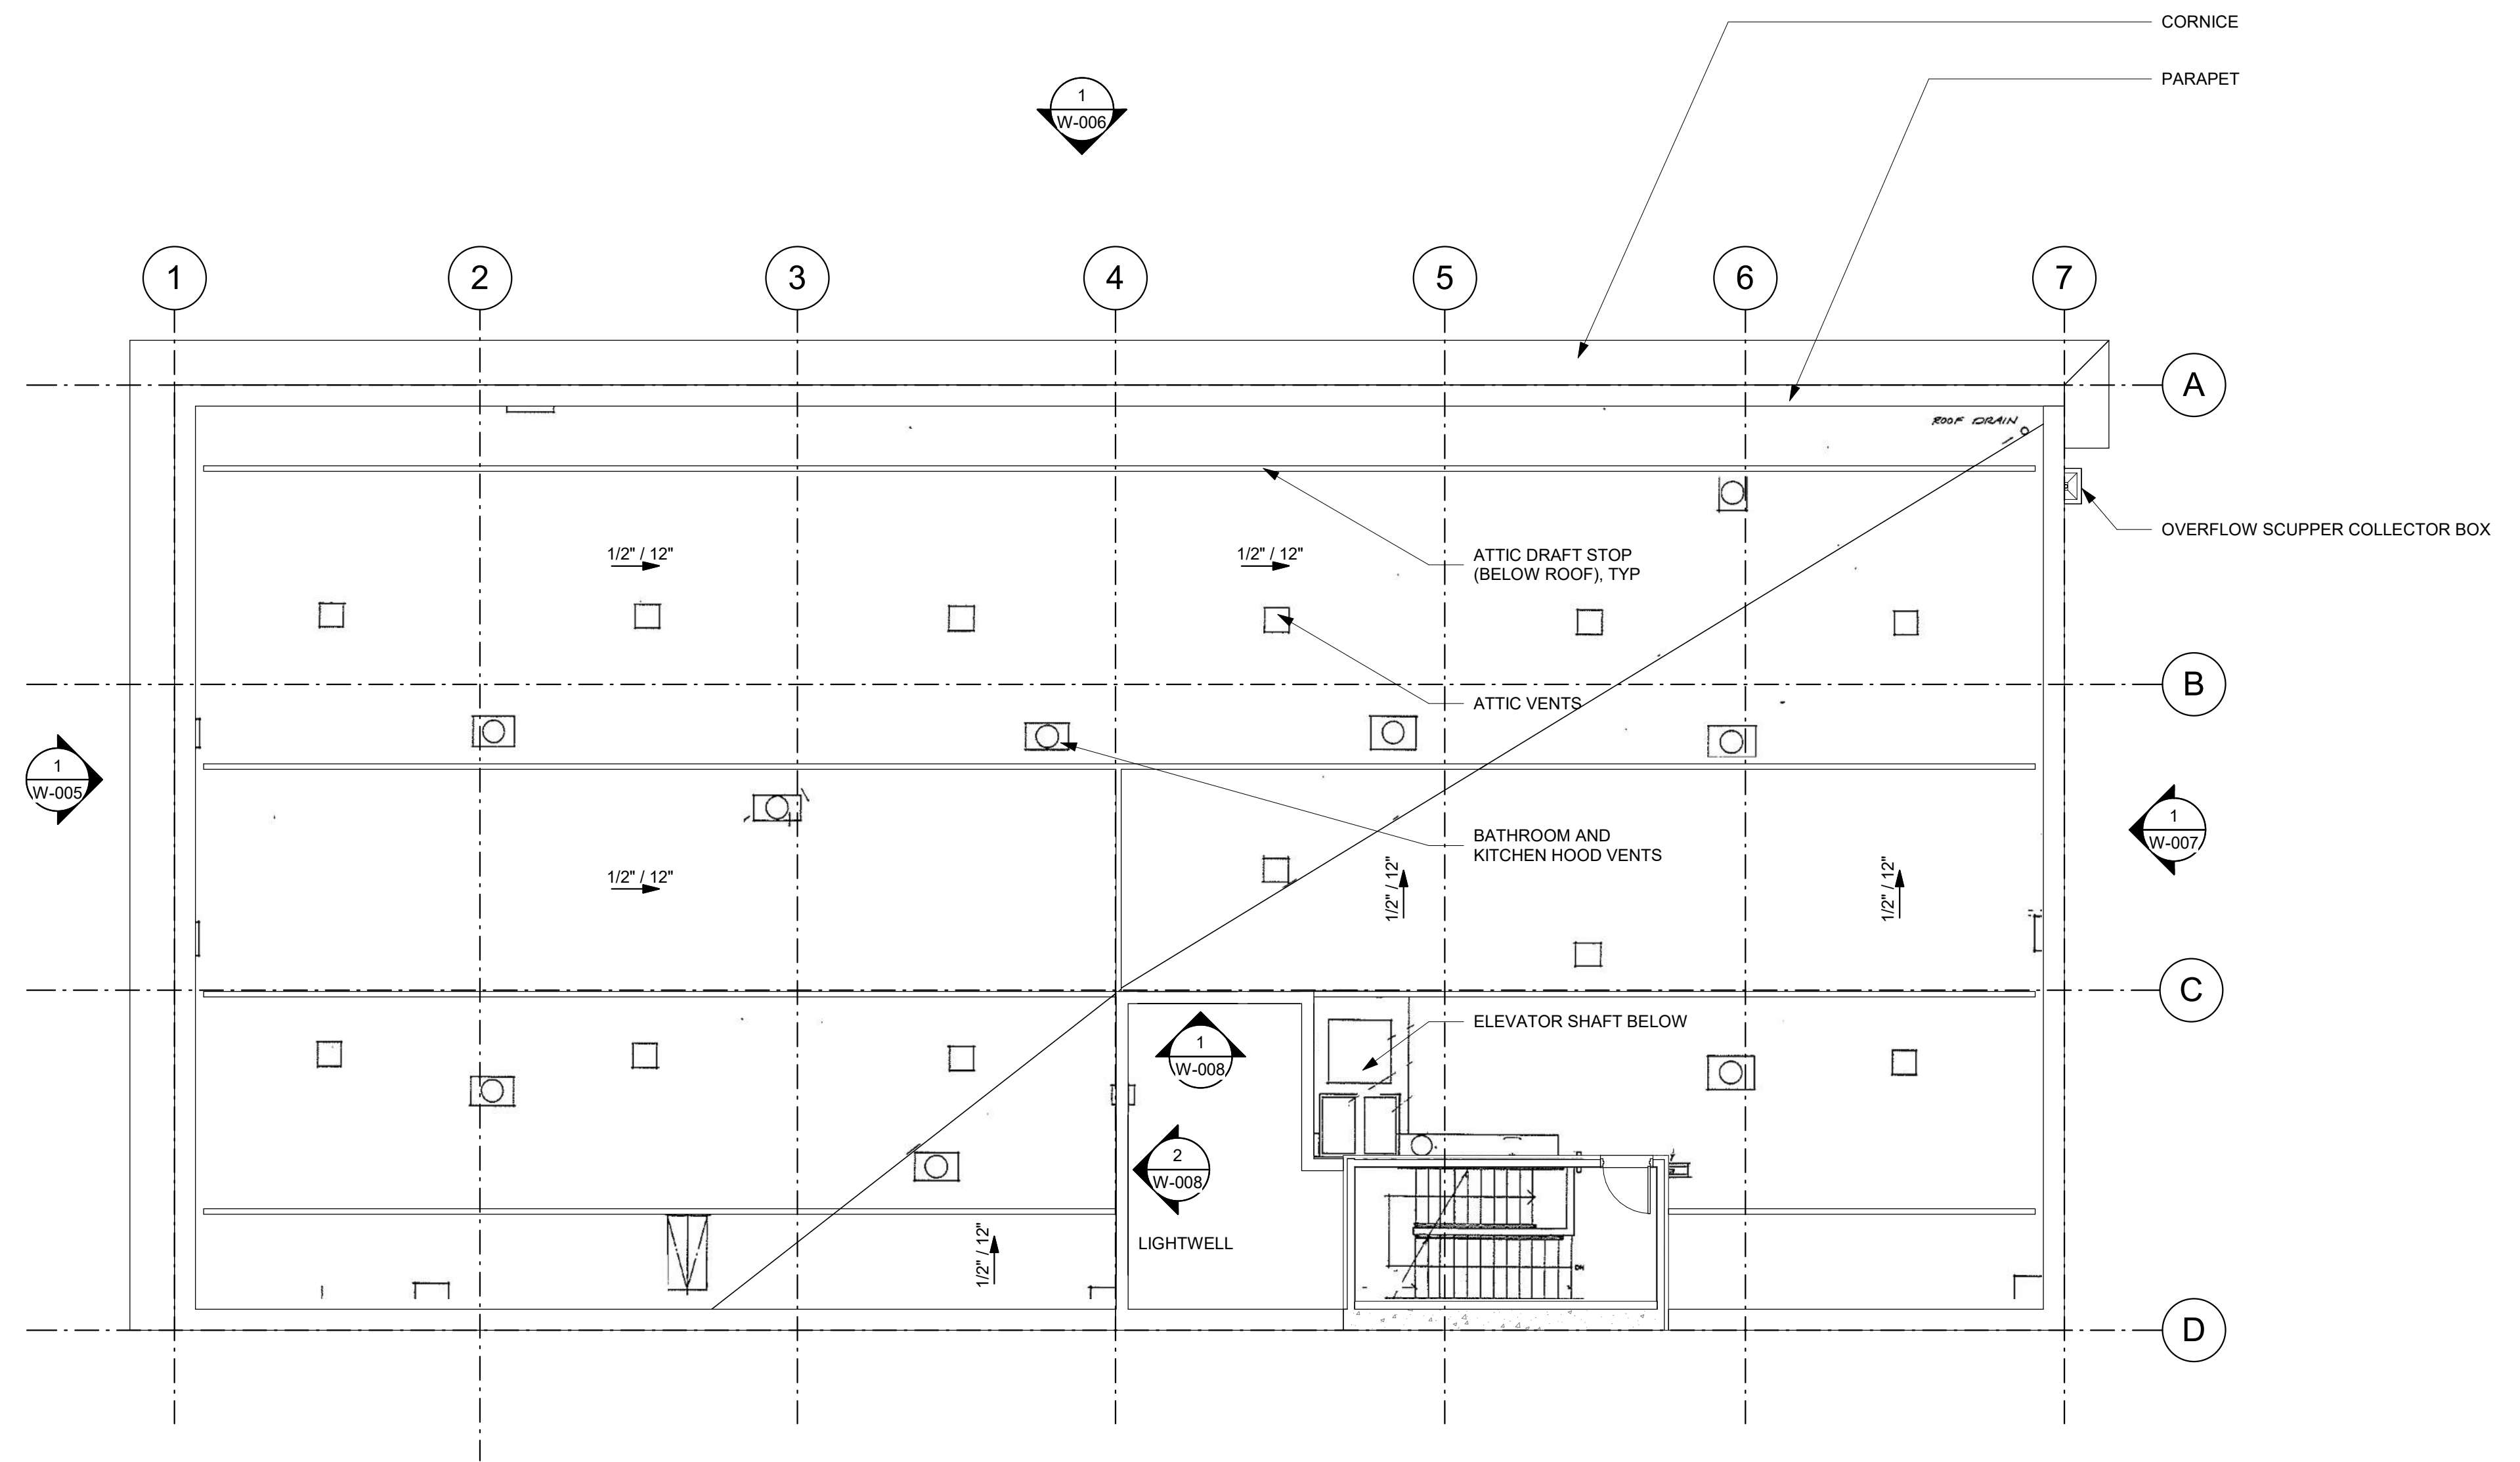 CORNICE
PARAPET
1
W-006
1
2
3
4
5
6
7
A
ROOF DRAIN
OVERFLOW SCUPPER COLLECTOR BOX
1/2" / 12"
1/2" / 12"
ATTIC DRAFT STOP
(BELOW ROOF), TYP
B
ATTIC VENTS
1
W-005
1
W-007
BATHROOM AND
KITCHEN HOOD VENTS
1/2" / 12"
1/2" / 12"
1/2" / 12"
C
ELEVATOR SHAFT BELOW
1
W-008
2
W-008
LIGHTWELL
1/2" / 12"
DN
D